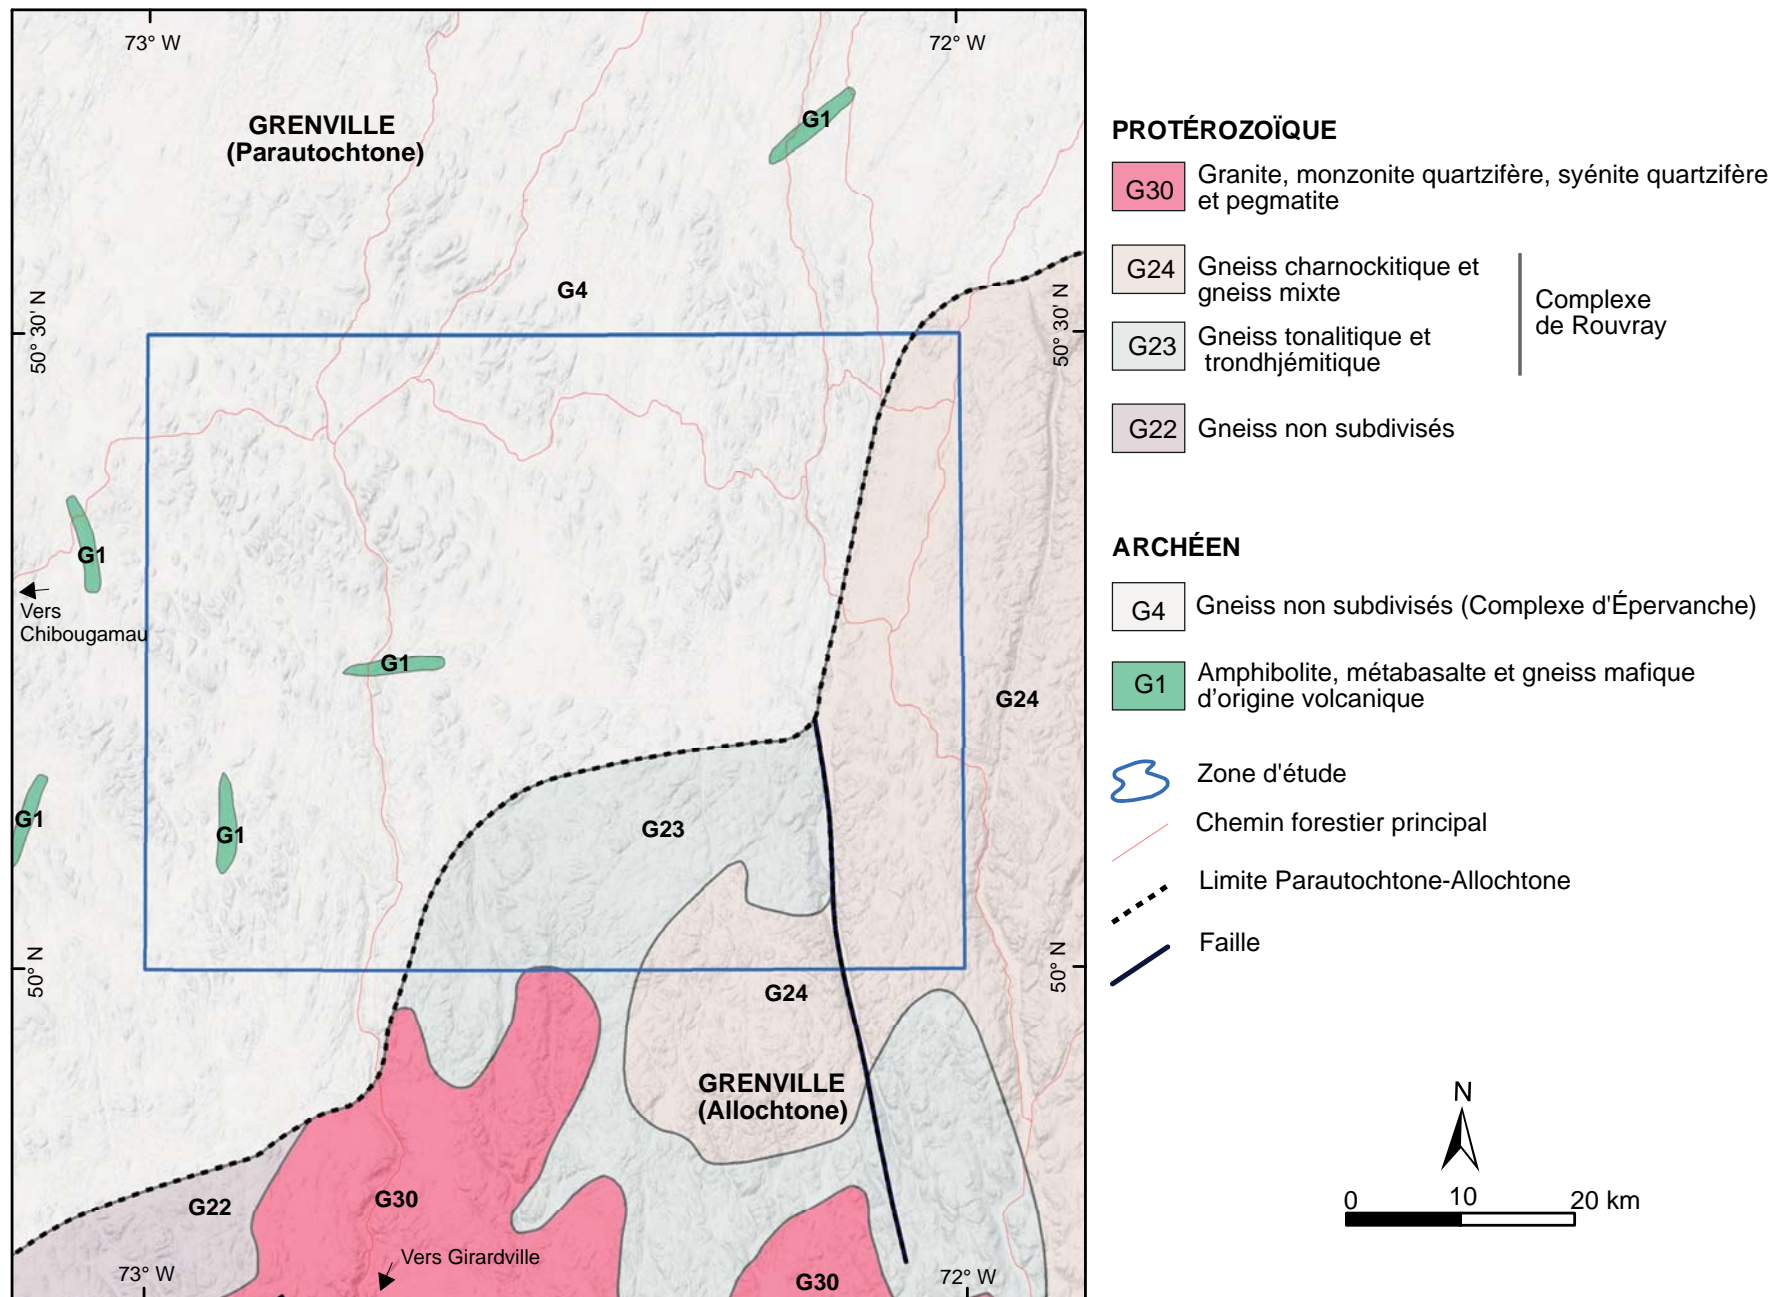 73° W
72° W
GRENVILLE
(Parautochtone)
G1
G4
50° 30' N
50° 30' N
G1
Vers
Chibougamau
G1
G24
G1
G1
G23
50° N
50° N
G24
GRENVILLE
(Allochtone)
G22
G30
Vers Girardville
G30
73° W
72° W
PROTÉROZOÏQUE
G30
Granite, monzonite quartzifère, syénite quartzifère
et pegmatite
G24
Gneiss charnockitique et
gneiss mixte
G23
Gneiss tonalitique et
trondhjémitique
Complexe
de Rouvray
G22
Gneiss non subdivisés
ARCHÉEN
G4
Gneiss non subdivisés (Complexe d'Épervanche)
G1
Amphibolite, métabasalte et gneiss mafique
d'origine volcanique
Zone d'étude
Chemin forestier principal
Limite Parautochtone-Allochtone
Faille
N
0 10 20 km